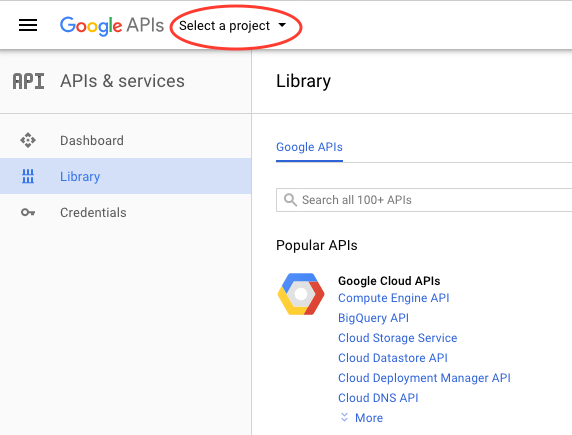 Google APIs Select a project
API APIs & services
Library
Dashboard
Library
Credentials
Google APIs
Search all 100+ APIs
Popular APIs
Google Cloud APIs
Compute Engine API
BigQuery API
Cloud Storage Service
Cloud Datastore API
Cloud Deployment Manager API
Cloud DNS API
More